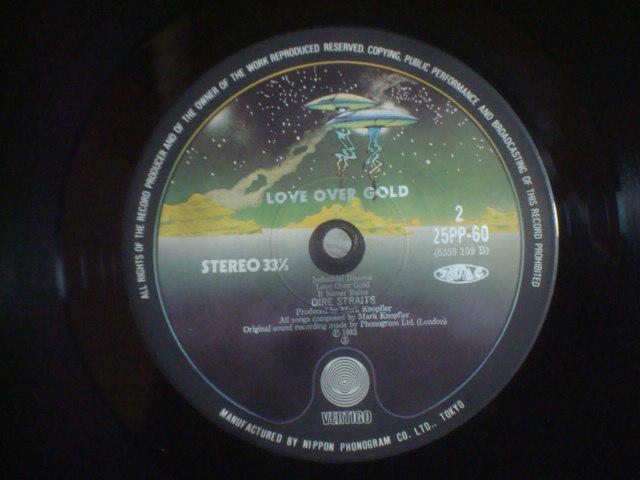 ALL RIGHTS OF THE RECORD PRODUCER AND OF THE OWNER OF THE WORK REPRODUCED RESERVED. COPYING, PUBLIC PERFORMANCE AND BROADCASTING OF THIS RECORD PROHIBITED
LOVE OVER GOLD
2
25PP-60
(6359 109 B)
STEREO 33⅓
Industrial Disease
Love Over Gold
It Never Rains
DIRE STRAITS
Produced by Mark Knopfler
All songs composed by Mark Knopfler
Original sound recording made by Phonogram Ltd. (London)
℗ 1982
VERTIGO
MANUFACTURED BY NIPPON PHONOGRAM CO. LTD., TOKYO